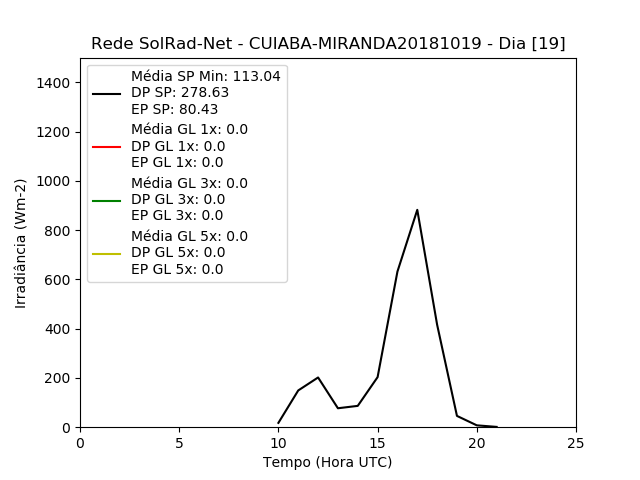 Rede SolRad-Net - CUIABA-MIRANDA20181019 - Dia [19]
Média SP Min: 113.04
DP SP: 278.63
EP SP: 80.43
Média GL 1x: 0.0
DP GL 1x: 0.0
EP GL 1x: 0.0
Média GL 3x: 0.0
DP GL 3x: 0.0
EP GL 3x: 0.0
Média GL 5x: 0.0
DP GL 5x: 0.0
EP GL 5x: 0.0
Irradiância (Wm-2)
1400
1200
1000
800
600
400
200
0
0 5 10 15 20 25
Tempo (Hora UTC)